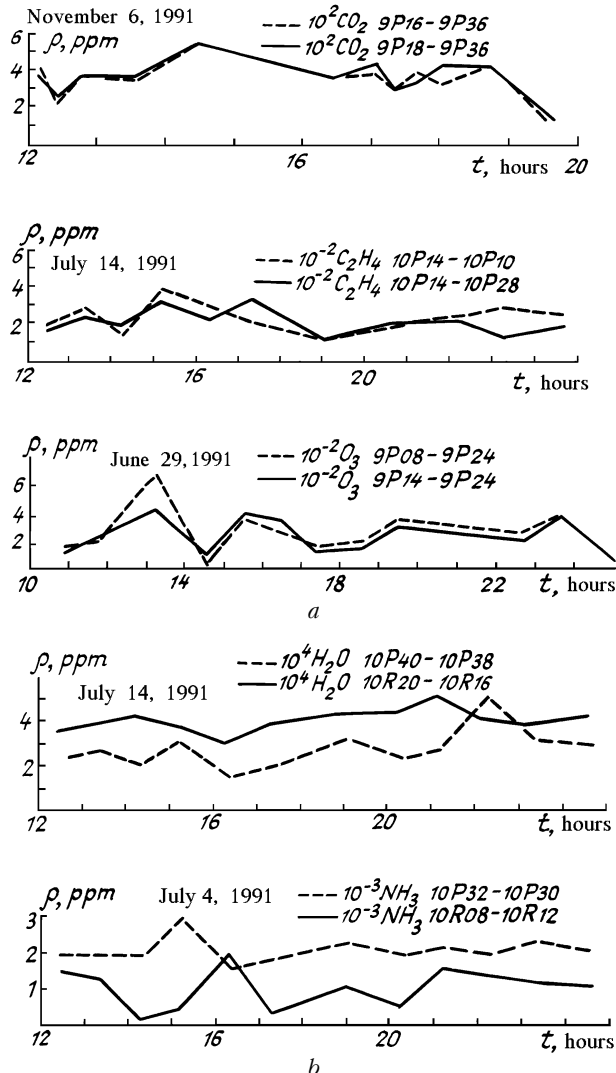 November 6, 1991
ρ, ppm
10²CO₂ 9P16-9P36
10²CO₂ 9P18-9P36
6
4
2
12 16 20
t, hours
ρ, ppm
July 14, 1991
10⁻²C₂H₄ 10P14-10P10
10⁻²C₂H₄ 10P14-10P28
6
4
2
12 16 20
t, hours
ρ, ppm
June 29,1991
10⁻²O₃ 9P08-9P24
10⁻²O₃ 9P14-9P24
6
4
2
10 14 18 22
t, hours
a
ρ, ppm
July 14, 1991
10⁴H₂O 10P40-10P38
10⁴H₂O 10R20-10R16
4
2
12 16 20
t, hours
ρ, ppm
July 4, 1991
10⁻³NH₃ 10P32-10P30
10⁻³NH₃ 10R08-10R12
3
2
1
12 16 20
t, hours
b